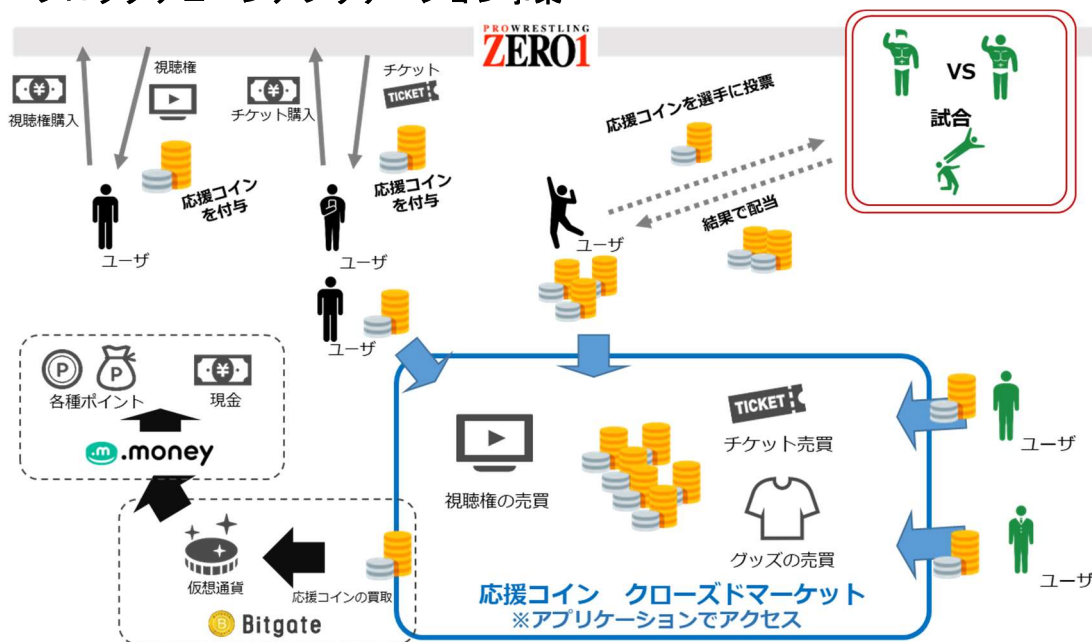 PROWRESTLING
ZERO1
視聴権
視聴権購入
応援コイン
を付与
ユーザ
チケット
TICKET
チケット購入
応援コイン
を付与
ユーザ
応援コインを選手に投票
結果で配当
ユーザ
VS
試合
ユーザ
P
P
各種ポイント
現金
.m .money
仮想通貨
応援コインの買取
B Bitgate
視聴権の売買
TICKET
チケット売買
グッズの売買
応援コイン クローズドマーケット
※アプリケーションでアクセス
ユーザ
ユーザ